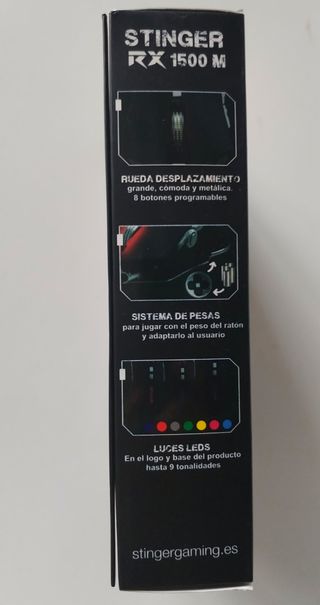 STINGER
RX 1500 M
RUEDA DESPLAZAMIENTO
grande, cómoda y metálica.
8 botones programables
SISTEMA DE PESAS
para jugar con el peso del raton
y adaptarlo al usuario
LUCES LEDS
En el logo y base del producto
hasta 9 tonalidades
stingergaming.es